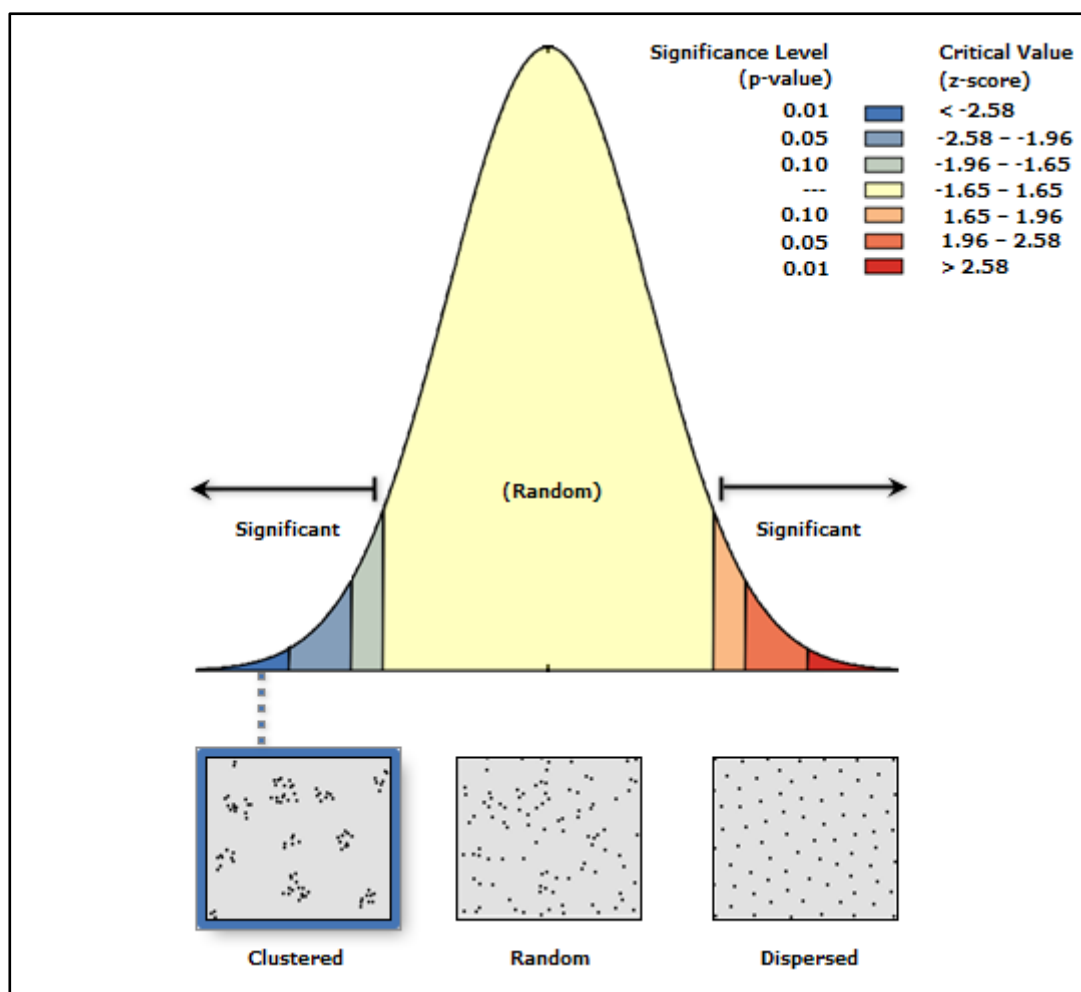 Significance Level Critical Value
(p-value) (z-score)
0.01 < -2.58
0.05 -2.58 – -1.96
0.10 -1.96 – -1.65
--- -1.65 – 1.65
0.10 1.65 – 1.96
0.05 1.96 – 2.58
0.01 > 2.58
(Random)
Significant Significant
Clustered Random Dispersed